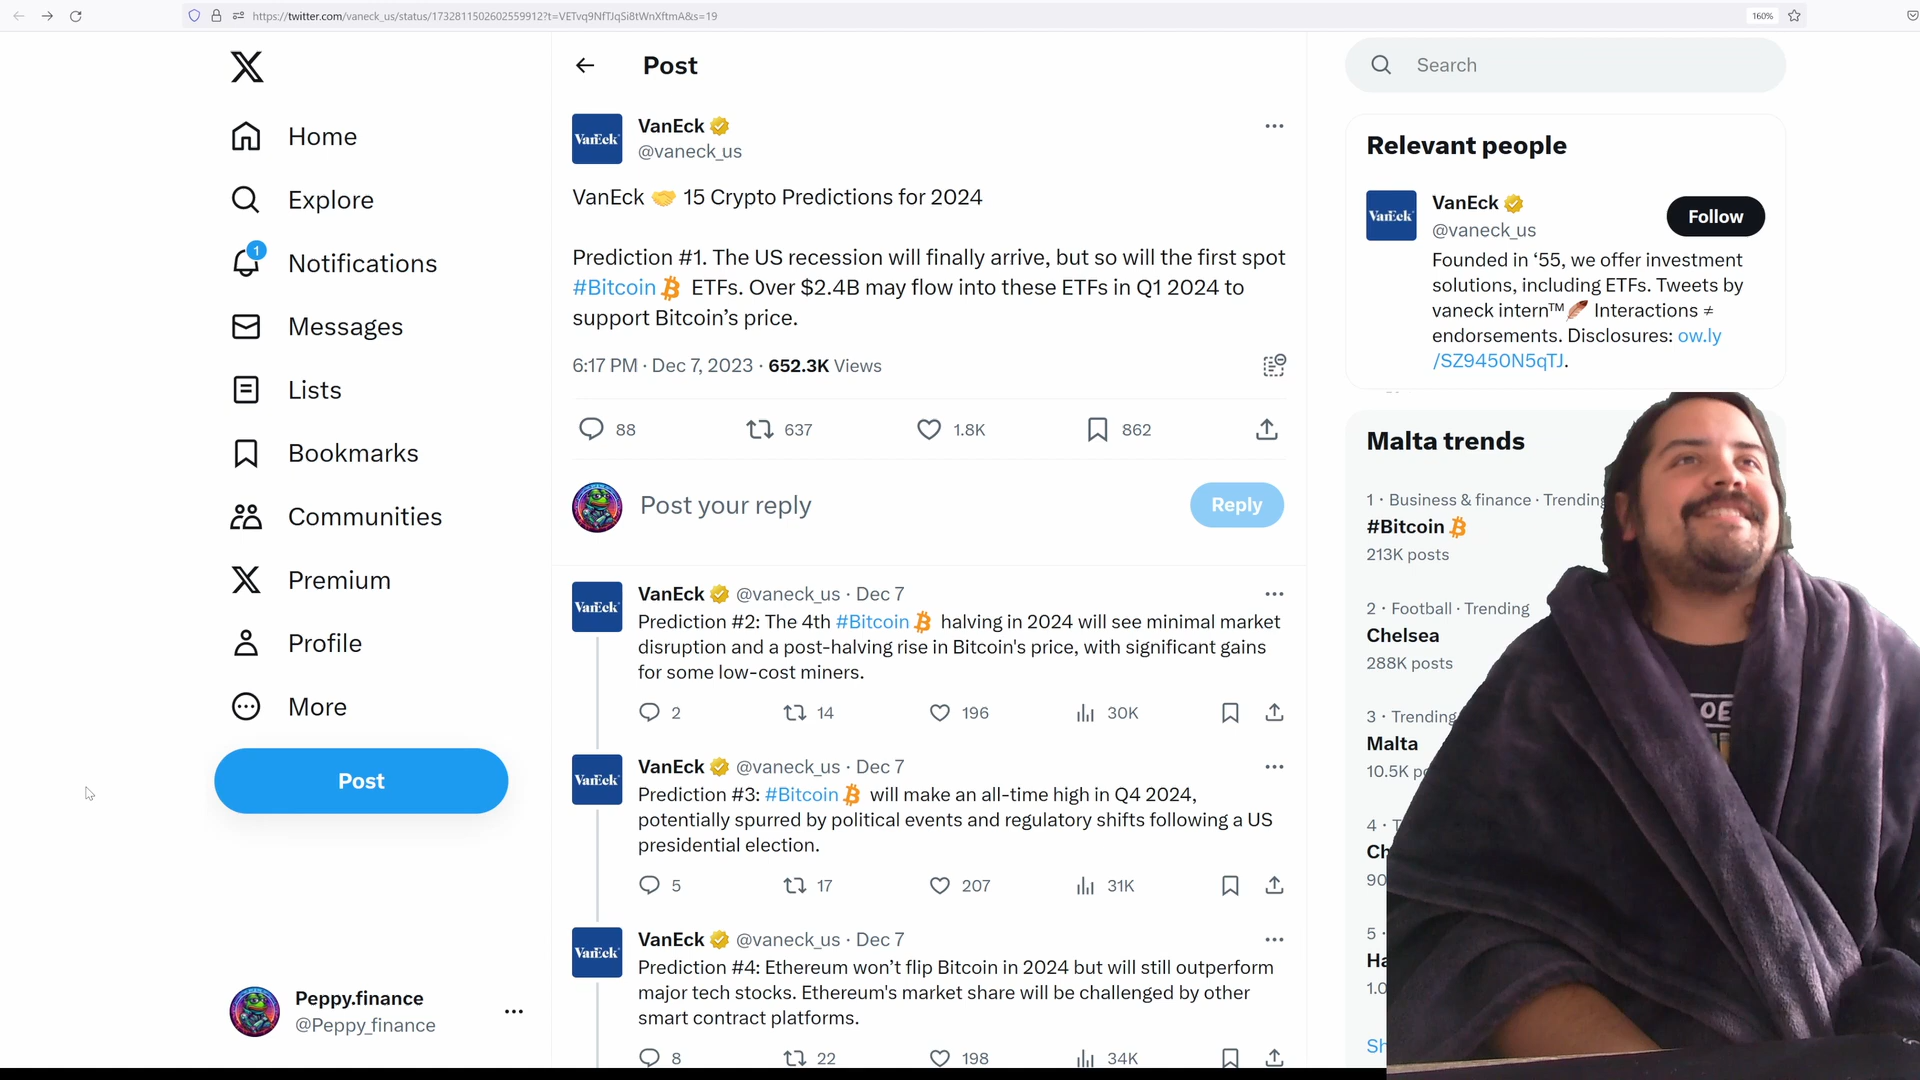 https://twitter.com/vaneck_us/status/1732811502602559912?t=VETvq9NfTJqSi8tWnXftmA&s=19
160%
Home
Explore
1
Notifications
Messages
Lists
Bookmarks
Communities
Premium
Profile
More
Post
Peppy.finance
@Peppy_finance
Post
VanEck
VanEck
@vaneck_us
VanEck 🤝 15 Crypto Predictions for 2024
Prediction #1. The US recession will finally arrive, but so will the first spot
#Bitcoin ETFs. Over $2.4B may flow into these ETFs in Q1 2024 to
support Bitcoin’s price.
6:17 PM · Dec 7, 2023 · 652.3K Views
88 637 1.8K 862
Post your reply
Reply
VanEck
VanEck @vaneck_us · Dec 7
Prediction #2: The 4th #Bitcoin halving in 2024 will see minimal market
disruption and a post-halving rise in Bitcoin's price, with significant gains
for some low-cost miners.
2 14 196 30K
VanEck
VanEck @vaneck_us · Dec 7
Prediction #3: #Bitcoin will make an all-time high in Q4 2024,
potentially spurred by political events and regulatory shifts following a US
presidential election.
5 17 207 31K
VanEck
VanEck @vaneck_us · Dec 7
Prediction #4: Ethereum won’t flip Bitcoin in 2024 but will still outperform
major tech stocks. Ethereum's market share will be challenged by other
smart contract platforms.
8 22 198 34K
Search
Relevant people
VanEck
VanEck
@vaneck_us
Follow
Founded in ‘55, we offer investment
solutions, including ETFs. Tweets by
vaneck intern™🪶 Interactions ≠
endorsements. Disclosures: ow.ly
/SZ9450N5qTJ.
Malta trends
1 · Business & finance · Trending
#Bitcoin
213K posts
2 · Football · Trending
Chelsea
288K posts
3 · Trending
Malta
10.5K po
4 · T
Ch
90
5 ·
Ha
1.0
Sh
OE